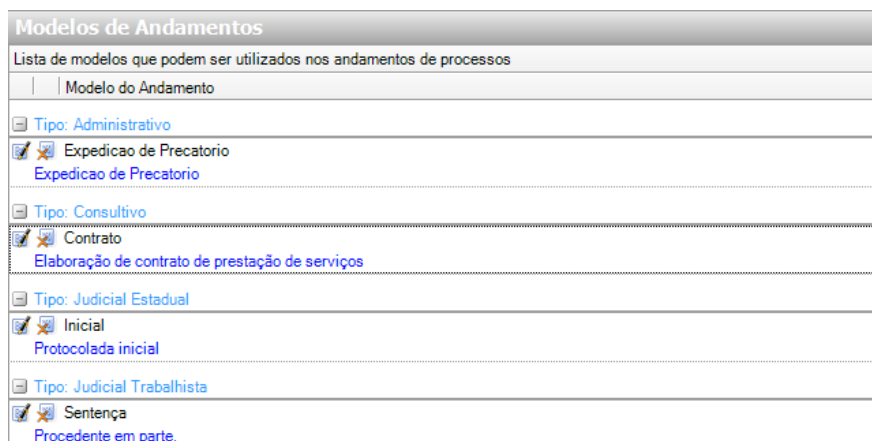 Modelos de Andamentos
Lista de modelos que podem ser utilizados nos andamentos de processos
Modelo do Andamento
Tipo: Administrativo
Expedicao de Precatorio
Expedicao de Precatorio
Tipo: Consultivo
Contrato
Elaboração de contrato de prestação de serviços
Tipo: Judicial Estadual
Inicial
Protocolada inicial
Tipo: Judicial Trabalhista
Sentença
Procedente em parte.